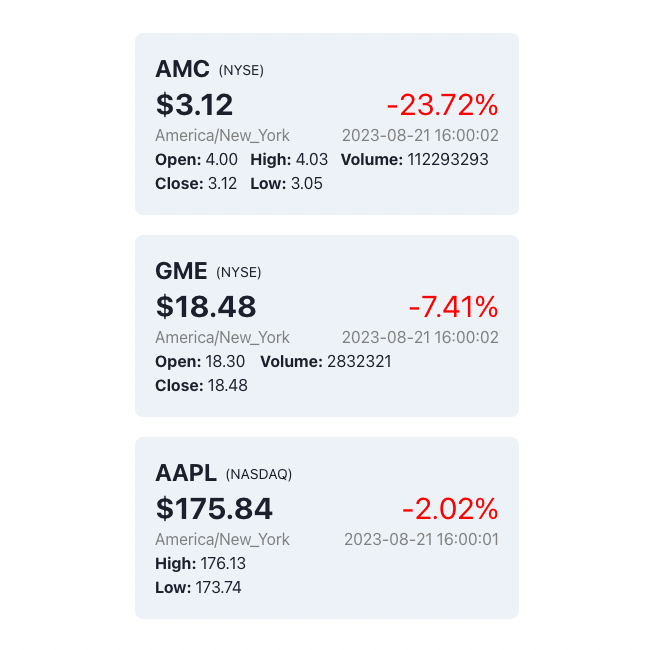 AMC (NYSE)
$3.12 -23.72%
America/New_York 2023-08-21 16:00:02
Open: 4.00 High: 4.03 Volume: 112293293
Close: 3.12 Low: 3.05
GME (NYSE)
$18.48 -7.41%
America/New_York 2023-08-21 16:00:02
Open: 18.30 Volume: 2832321
Close: 18.48
AAPL (NASDAQ)
$175.84 -2.02%
America/New_York 2023-08-21 16:00:01
High: 176.13
Low: 173.74